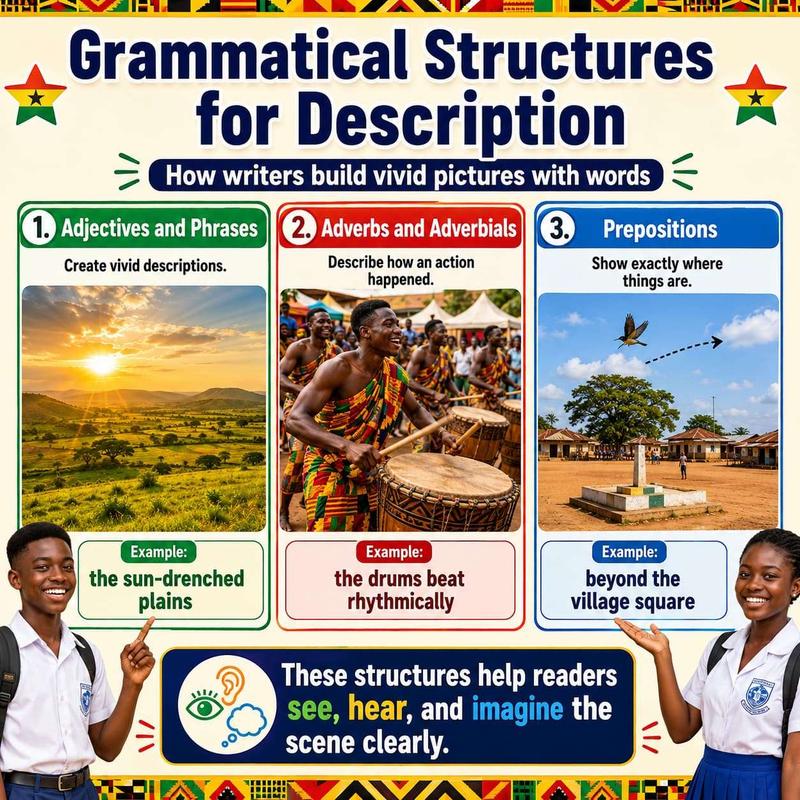 Grammatical Structures
for Description
How writers build vivid pictures with words
1. Adjectives and Phrases
Create vivid descriptions.
Example:
the sun-drenched
plains
2. Adverbs and Adverbials
Describe how an action
happened.
Example:
the drums beat
rhythmically
3. Prepositions
Show exactly where
things are.
Example:
beyond the
village square
These structures help readers
see, hear, and imagine the
scene clearly.